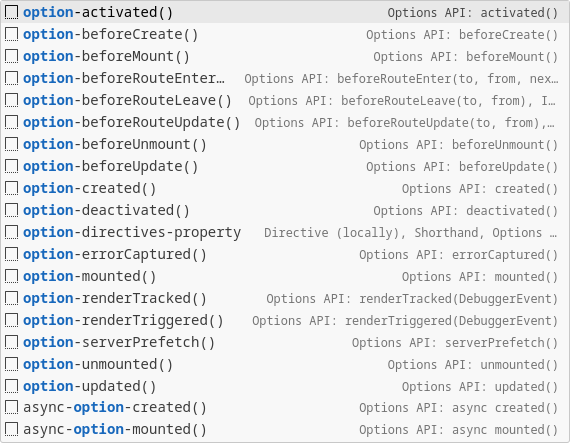 option-activated() Options API: activated()
option-beforeCreate() Options API: beforeCreate()
option-beforeMount() Options API: beforeMount()
option-beforeRouteEnter… Options API: beforeRouteEnter(to, from, nex…
option-beforeRouteLeave() Options API: beforeRouteLeave(to, from), I…
option-beforeRouteUpdate() Options API: beforeRouteUpdate(to, from),…
option-beforeUnmount() Options API: beforeUnmount()
option-beforeUpdate() Options API: beforeUpdate()
option-created() Options API: created()
option-deactivated() Options API: deactivated()
option-directives-property Directive (locally), Shorthand, Options …
option-errorCaptured() Options API: errorCaptured()
option-mounted() Options API: mounted()
option-renderTracked() Options API: renderTracked(DebuggerEvent)
option-renderTriggered() Options API: renderTriggered(DebuggerEvent)
option-serverPrefetch() Options API: serverPrefetch()
option-unmounted() Options API: unmounted()
option-updated() Options API: updated()
async-option-created() Options API: async created()
async-option-mounted() Options API: async mounted()